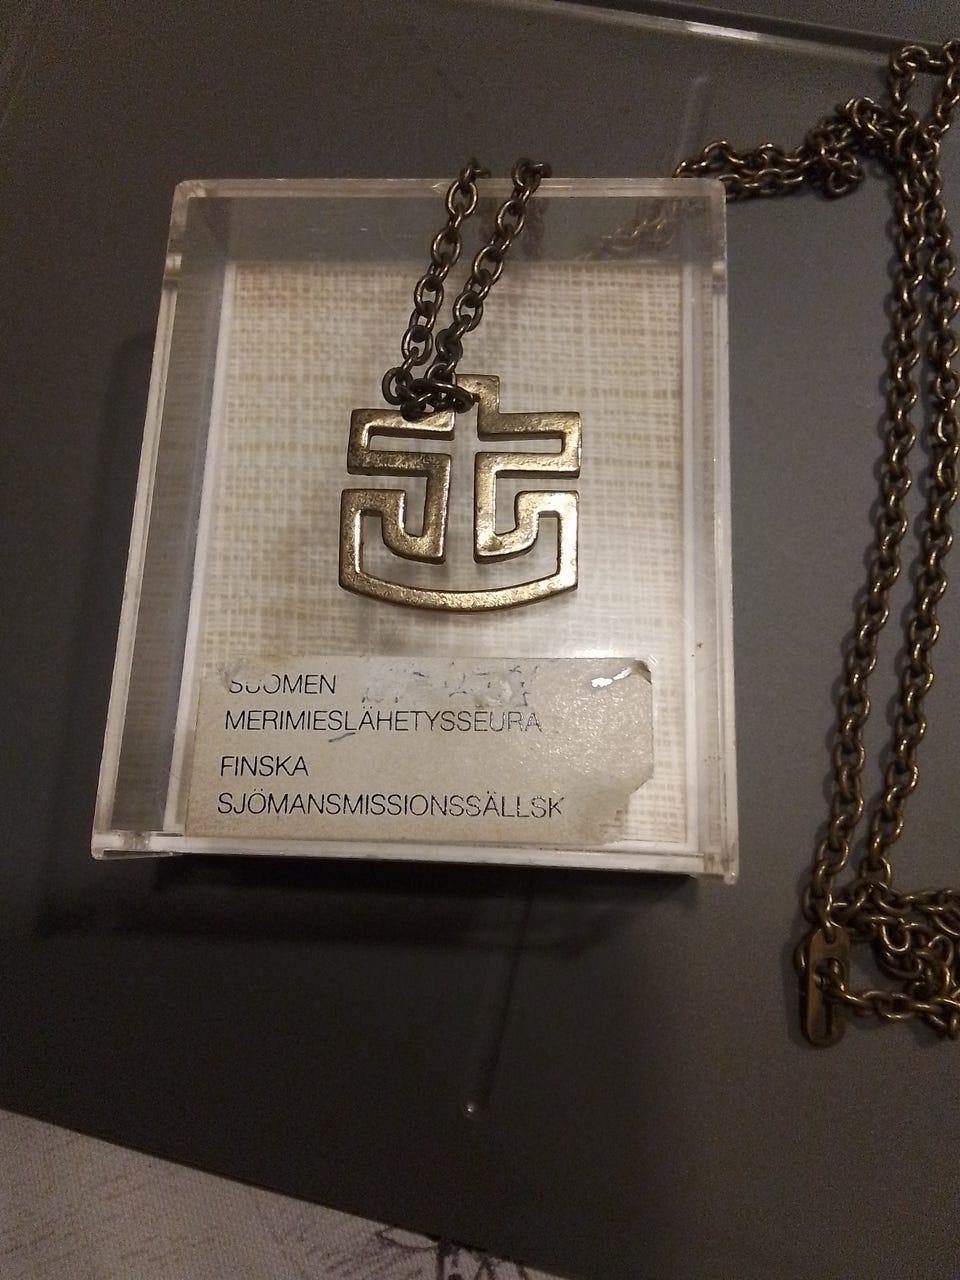 SUOMEN
MERIMIESLÄHETYSSEURA
FINSKA
SJÖMANSMISSIONSSÄLLSK